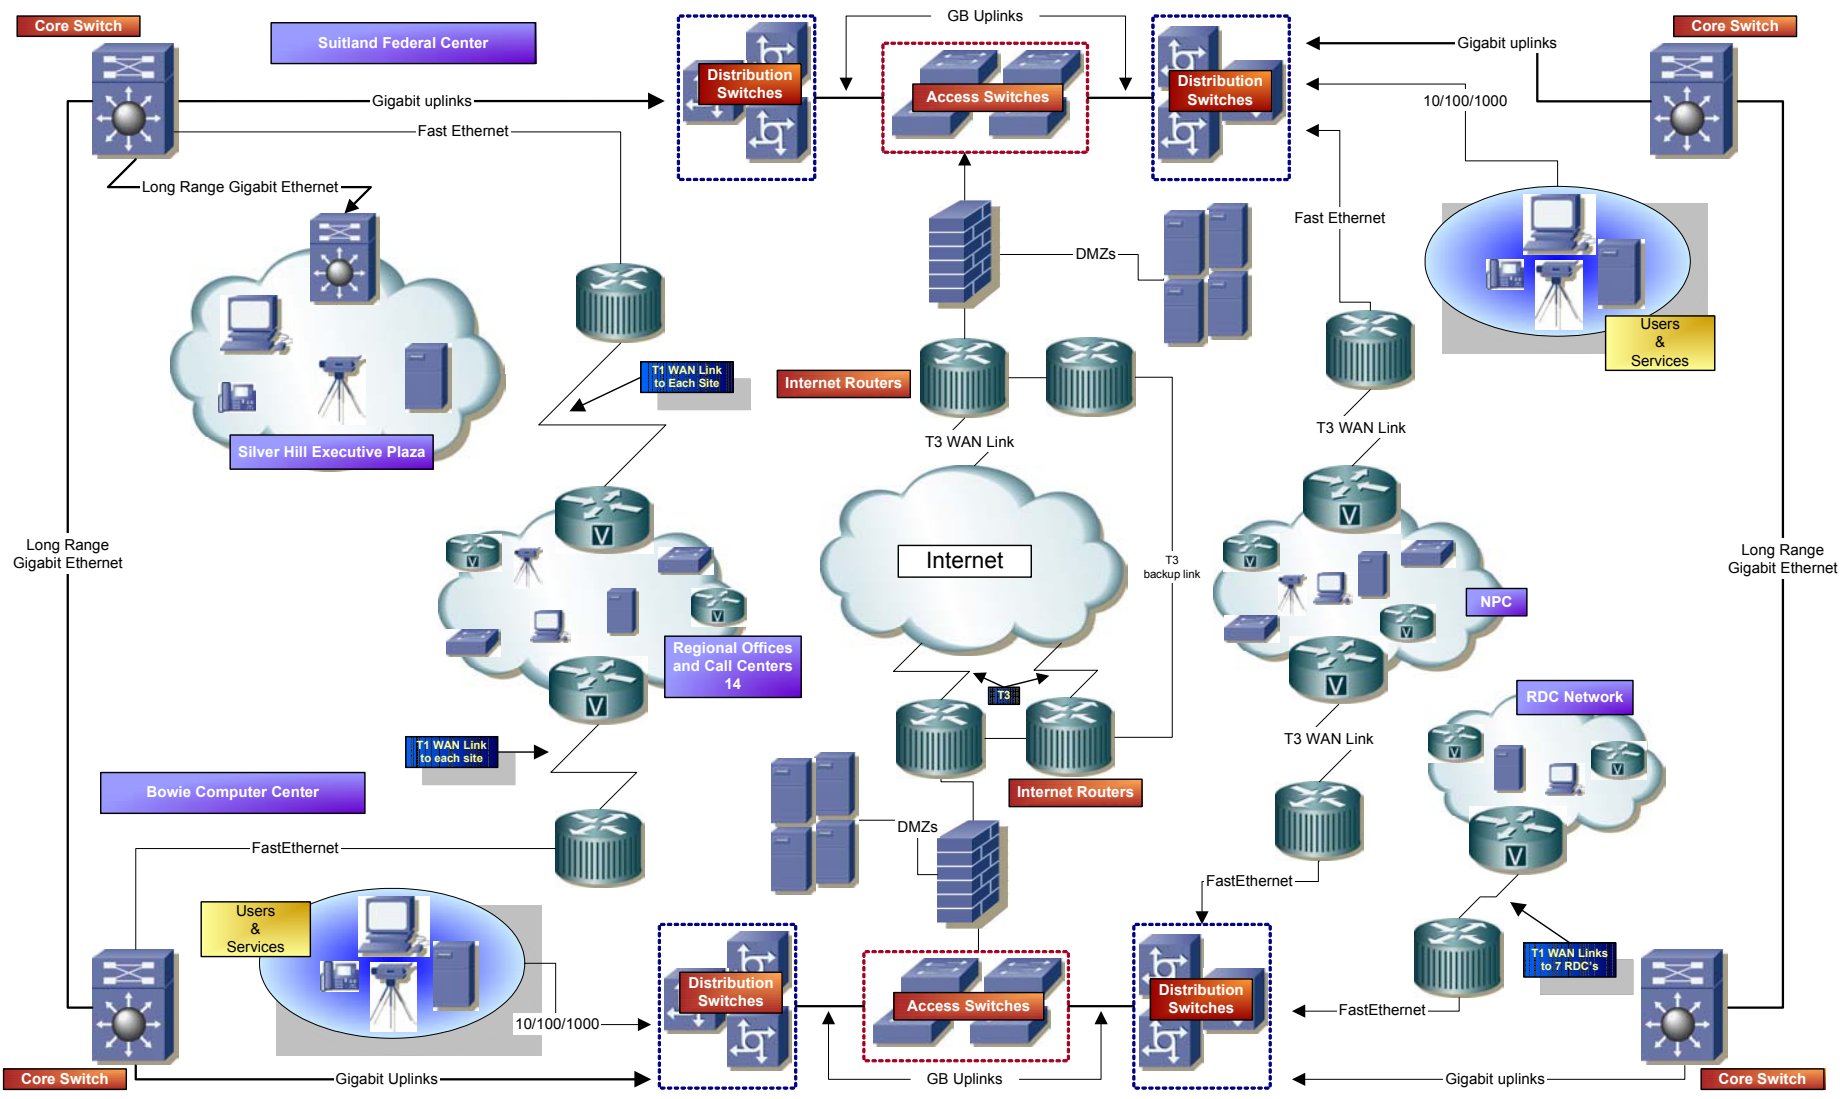 Core Switch
Suitland Federal Center
GB Uplinks
Core Switch
Gigabit uplinks
Distribution
Switches
Access Switches
Distribution
Switches
Gigabit uplinks
10/100/1000
Fast Ethernet
Long Range Gigabit Ethernet
Fast Ethernet
DMZs
Users
&
Services
T1 WAN Link
to Each Site
Internet Routers
T3 WAN Link
T3 WAN Link
Silver Hill Executive Plaza
Long Range
Gigabit Ethernet
V
V
V
Internet
T3
backup link
V
V
V
NPC
Long Range
Gigabit Ethernet
Regional Offices
and Call Centers
14
V
T3
V
RDC Network
T1 WAN Link
to each site
T3 WAN Link
V
V
Bowie Computer Center
Internet Routers
DMZs
V
FastEthernet
FastEthernet
Users
&
Services
T1 WAN Links
to 7 RDC's
Distribution
Switches
Access Switches
Distribution
Switches
FastEthernet
10/100/1000
Core Switch
Gigabit Uplinks
GB Uplinks
Gigabit uplinks
Core Switch